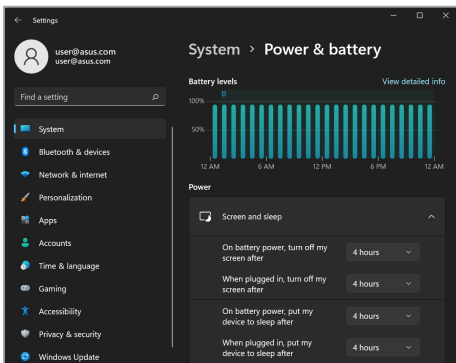 Settings
user@asus.com
user@asus.com
Find a setting
System
Bluetooth & devices
Network & internet
Personalization
Apps
Accounts
Time & language
Gaming
Accessibility
Privacy & security
Windows Update
System > Power & battery
Battery levels View detailed info
100%
50%
12 AM 6 AM 12 PM 6 PM 12 AM
Power
Screen and sleep
On battery power, turn off my
screen after 4 hours
When plugged in, turn off my
screen after 4 hours
On battery power, put my
device to sleep after 4 hours
When plugged in, put my
device to sleep after 4 hours